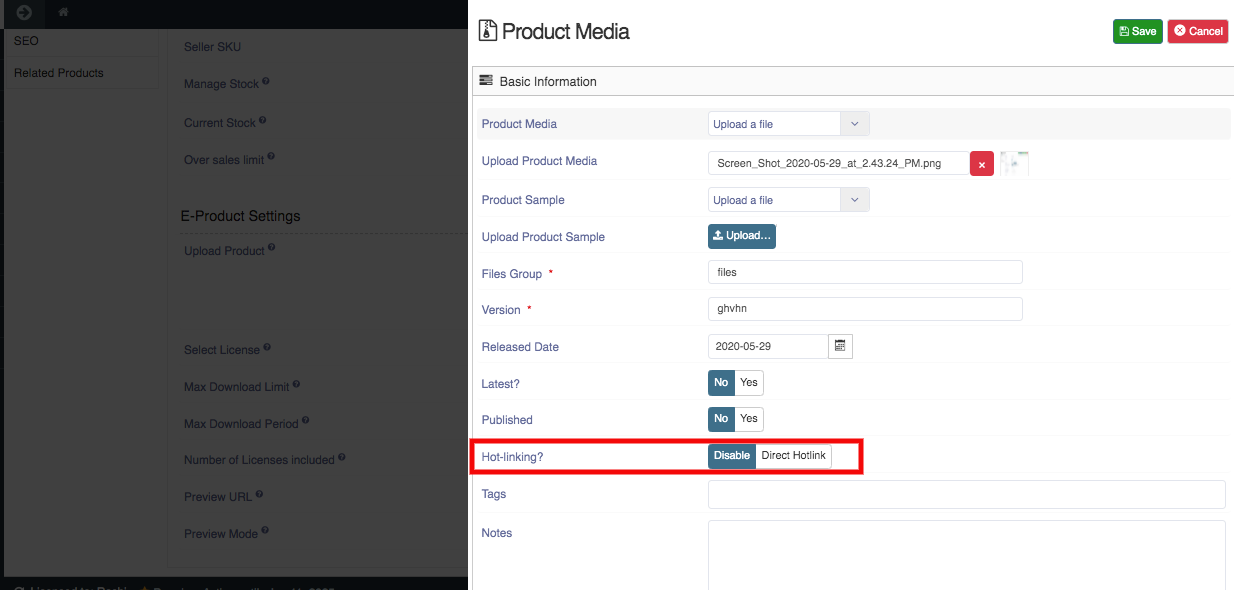 SEO
Related Products
Seller SKU
Manage Stock ?
Current Stock ?
Over sales limit ?
E-Product Settings
Upload Product ?
Select License ?
Max Download Limit ?
Max Download Period ?
Number of Licenses included ?
Preview URL ?
Preview Mode ?
Product Media
Save Cancel
Basic Information
Product Media Upload a file
Upload Product Media Screen_Shot_2020-05-29_at_2.43.24_PM.png x
Product Sample Upload a file
Upload Product Sample Upload...
Files Group * files
Version * ghvhn
Released Date 2020-05-29
Latest? No Yes
Published No Yes
Hot-linking? Disable Direct Hotlink
Tags
Notes